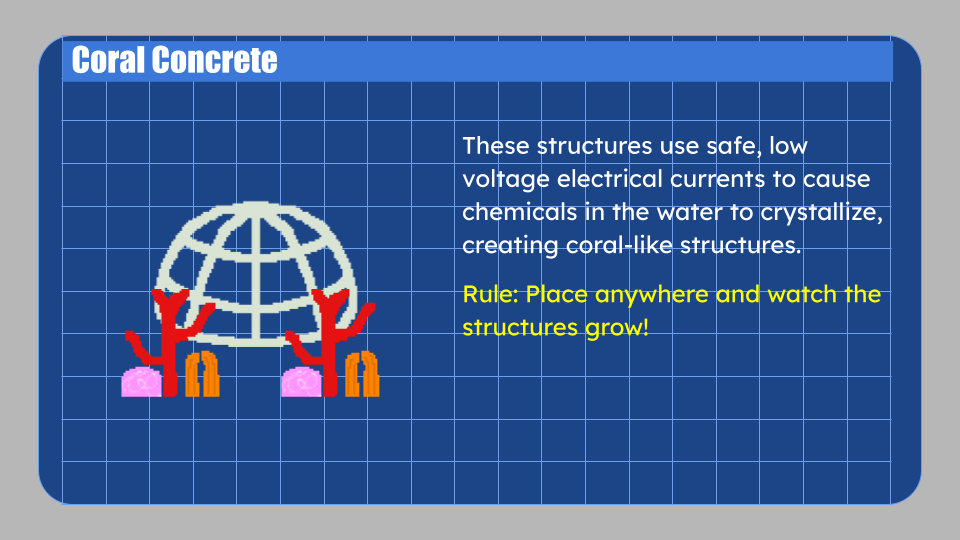 Coral Concrete
These structures use safe, low
voltage electrical currents to cause
chemicals in the water to crystallize,
creating coral-like structures.
Rule: Place anywhere and watch the
structures grow!